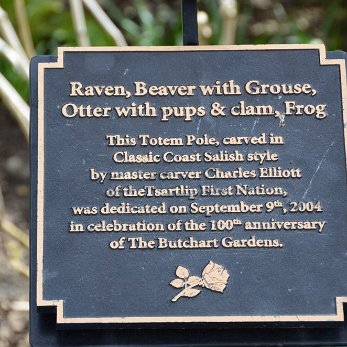 Raven, Beaver with Grouse,
Otter with pups & clam, Frog
This Totem Pole, carved in
Classic Coast Salish style
by master carver Charles Elliott
of the Tsartlip First Nation,
was dedicated on September 9th, 2004
in celebration of the 100th anniversary
of The Butchart Gardens.